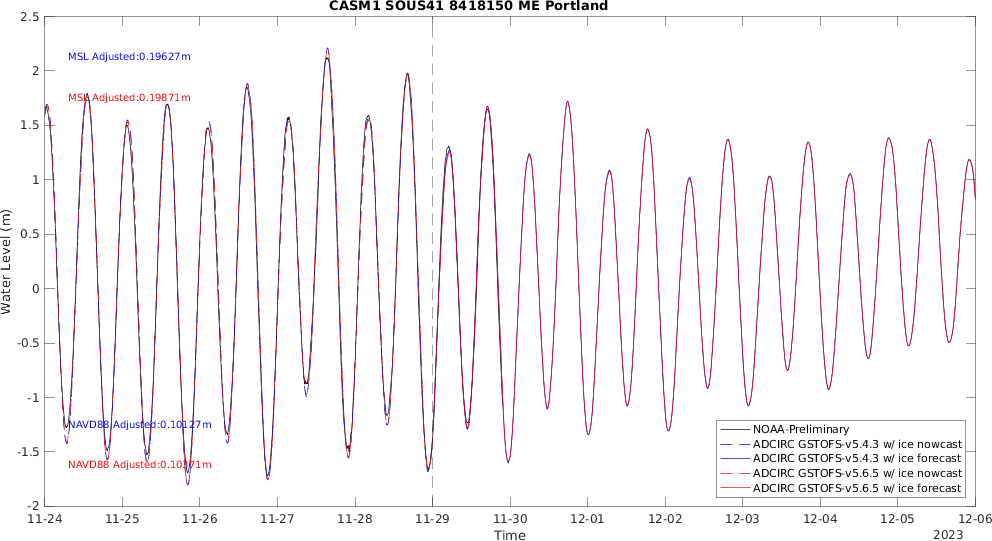 CASM1 SOUS41 8418150 ME Portland
2.5
2
1.5
1
0.5
0
-0.5
-1
-1.5
-2
Water Level (m)
MSL Adjusted:0.19627m
MSL Adjusted:0.19871m
NAVD88 Adjusted:0.10127m
NAVD88 Adjusted:0.10371m
NOAA-Preliminary
ADCIRC GSTOFS-v5.4.3 w/ ice nowcast
ADCIRC GSTOFS-v5.4.3 w/ ice forecast
ADCIRC GSTOFS-v5.6.5 w/ ice nowcast
ADCIRC GSTOFS-v5.6.5 w/ ice forecast
11-24 11-25 11-26 11-27 11-28 11-29 11-30 12-01 12-02 12-03 12-04 12-05 12-06
Time
2023